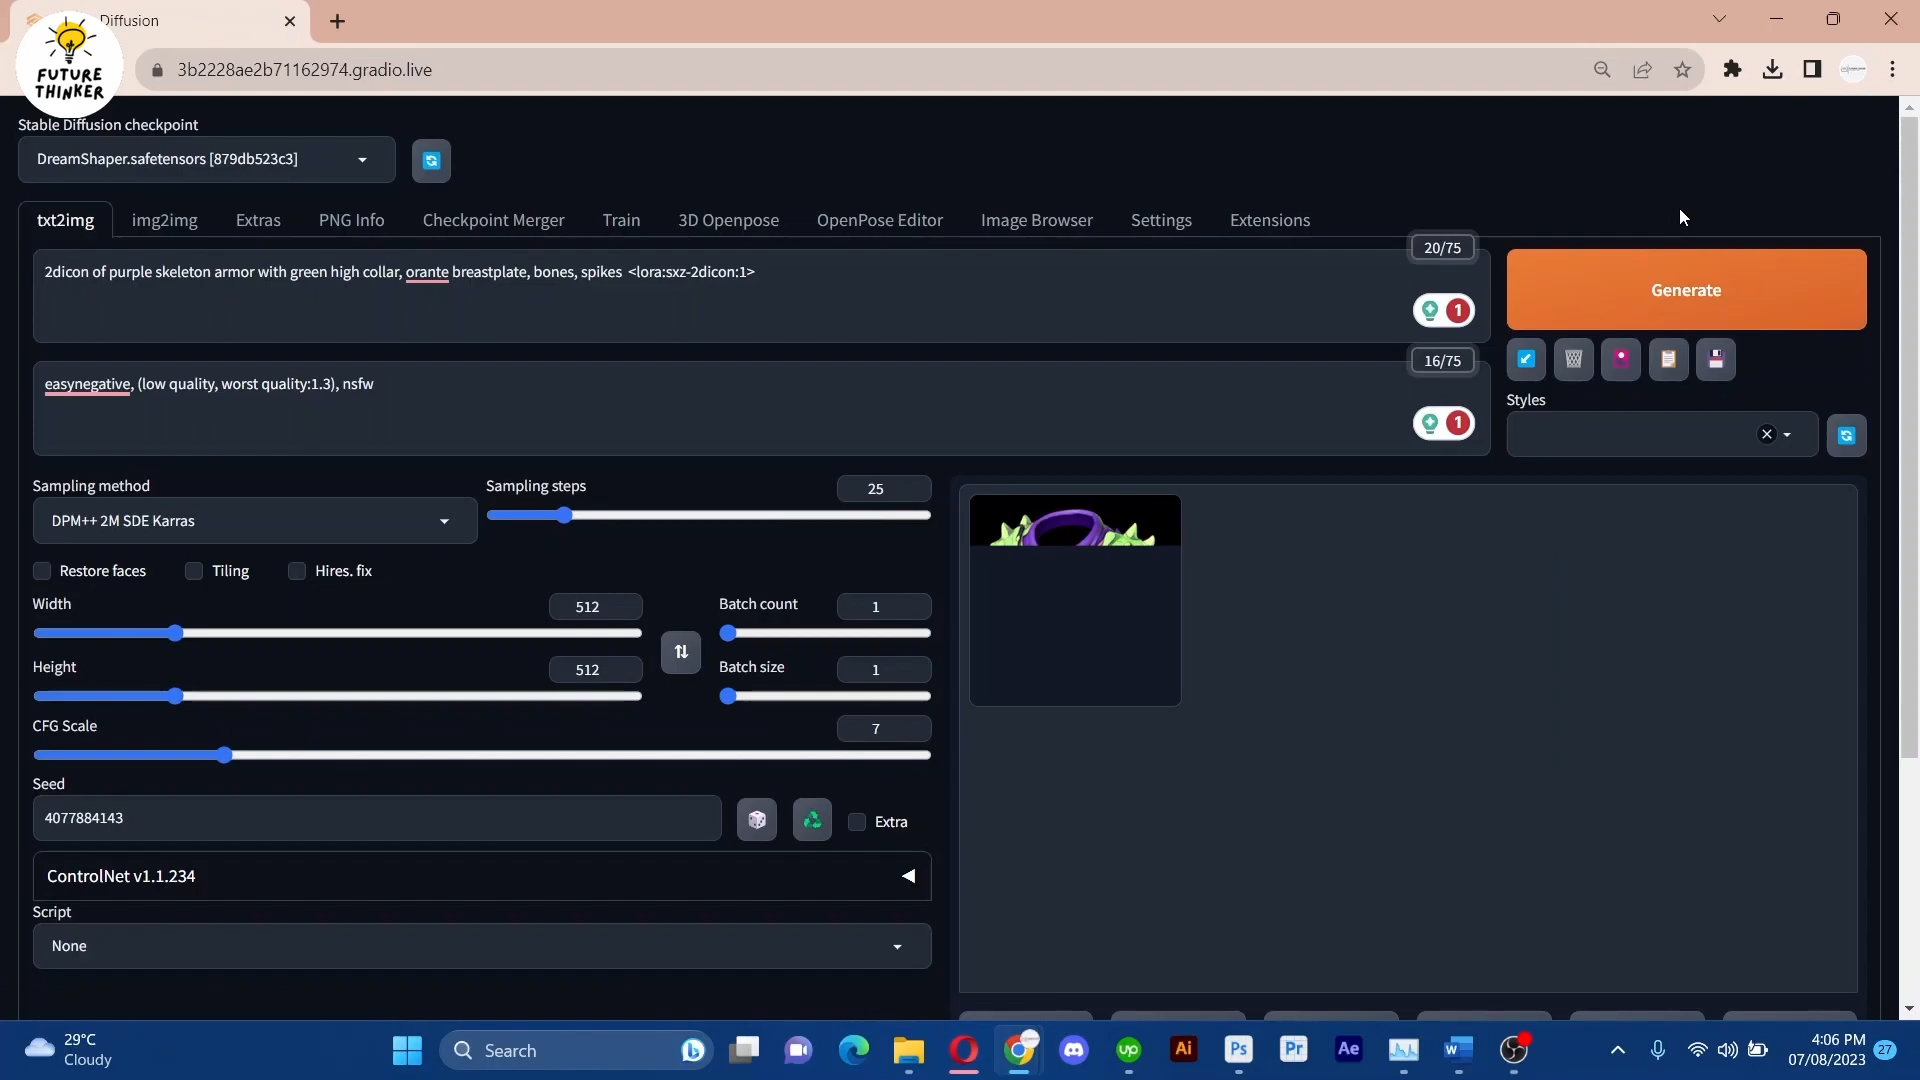 Diffusion
FUTURE
THINKER
3b2228ae2b71162974.gradio.live
Stable Diffusion checkpoint
DreamShaper.safetensors [879db523c3]
txt2img img2img Extras PNG Info Checkpoint Merger Train 3D Openpose OpenPose Editor Image Browser Settings Extensions
20/75
2dicon of purple skeleton armor with green high collar, orante breastplate, bones, spikes <lora:sxz-2dicon:1>
1
Generate
16/75
easynegative, (low quality, worst quality:1.3), nsfw
1
Styles
Sampling method
DPM++ 2M SDE Karras
Sampling steps
25
Restore faces Tiling Hires. fix
Width
512
Batch count
1
Height
512
Batch size
1
CFG Scale
7
Seed
4077884143
Extra
ControlNet v1.1.234
Script
None
29°C
Cloudy
Search
up
Ai
Ps
Pr
Ae
W
4:06 PM
07/08/2023
27